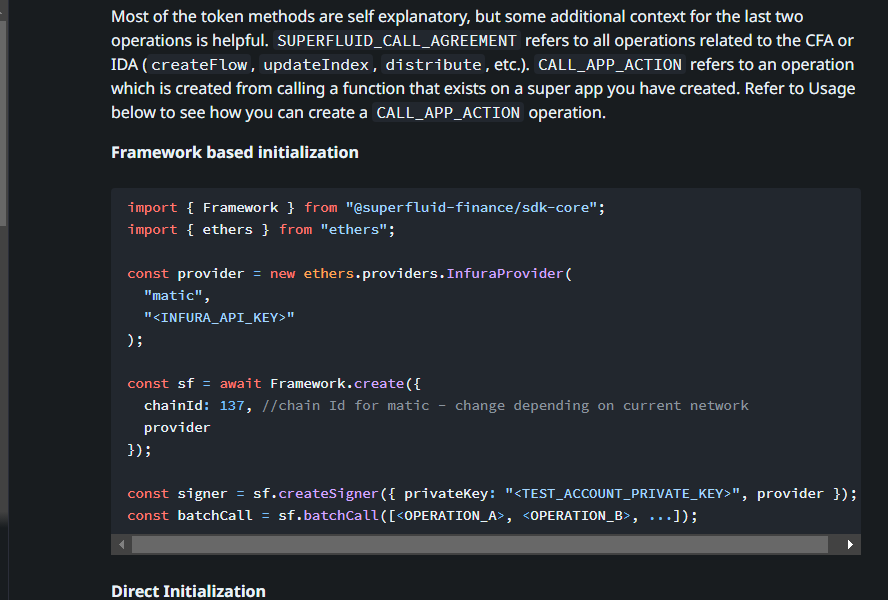 Most of the token methods are self explanatory, but some additional context for the last two
operations is helpful. SUPERFLUID_CALL_AGREEMENT refers to all operations related to the CFA or
IDA (createFlow, updateIndex, distribute, etc.). CALL_APP_ACTION refers to an operation
which is created from calling a function that exists on a super app you have created. Refer to Usage
below to see how you can create a CALL_APP_ACTION operation.
Framework based initialization
import { Framework } from "@superfluid-finance/sdk-core";
import { ethers } from "ethers";
const provider = new ethers.providers.InfuraProvider(
  "matic",
  "<INFURA_API_KEY>"
);
const sf = await Framework.create({
  chainId: 137, //chain Id for matic - change depending on current network
  provider
});
const signer = sf.createSigner({ privateKey: "<TEST_ACCOUNT_PRIVATE_KEY>", provider });
const batchCall = sf.batchCall([<OPERATION_A>, <OPERATION_B>, ...]);
Direct Initialization